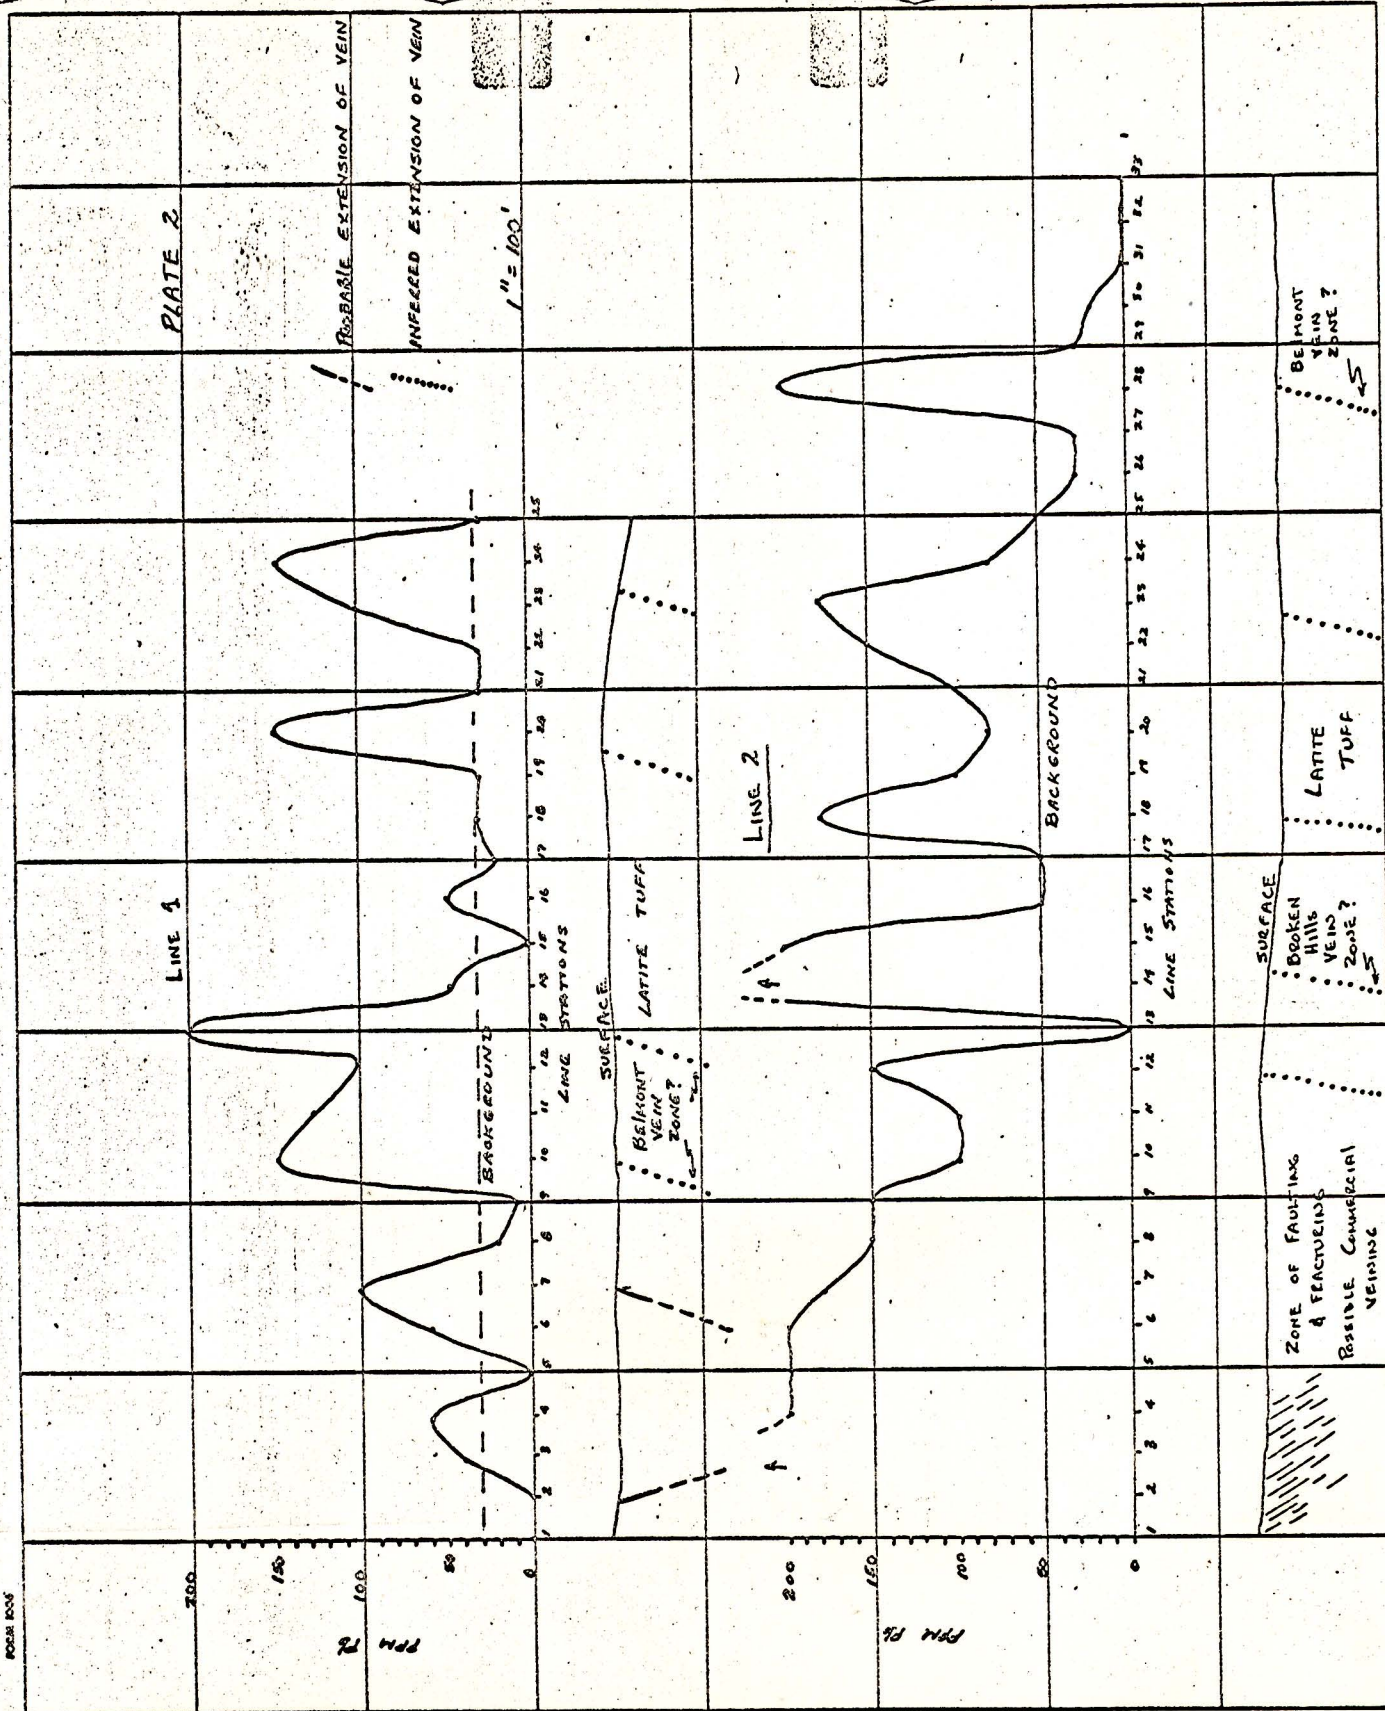 FORM 1006
PLATE 2
PROBABLE EXTENSION OF VEIN
INFERRED EXTENSION OF VEIN
1" = 100'
LINE 1
PPM Pb
200
150
100
50
0
BACKGROUND
1 2 3 4 5 6 7 8 9 10 11 12 13 14 15 16 17 18 19 20 21 22 23 24 25
LINE STATIONS
SURFACE
BELMONT
VEIN
ZONE?
LATITE TUFF
LINE 2
PPM Pb
200
150
100
50
0
BACKGROUND
1 2 3 4 5 6 7 8 9 10 11 12 13 14 15 16 17 18 19 20 21 22 23 24 25 26 27 28 29 30 31 32 33
LINE STATIONS
SURFACE
ZONE OF FAULTING
& FRACTURING
POSSIBLE COMMERCIAL
VEINING
BROKEN
Hills
VEIN
ZONE?
LATITE
TUFF
BELMONT
VEIN
ZONE?